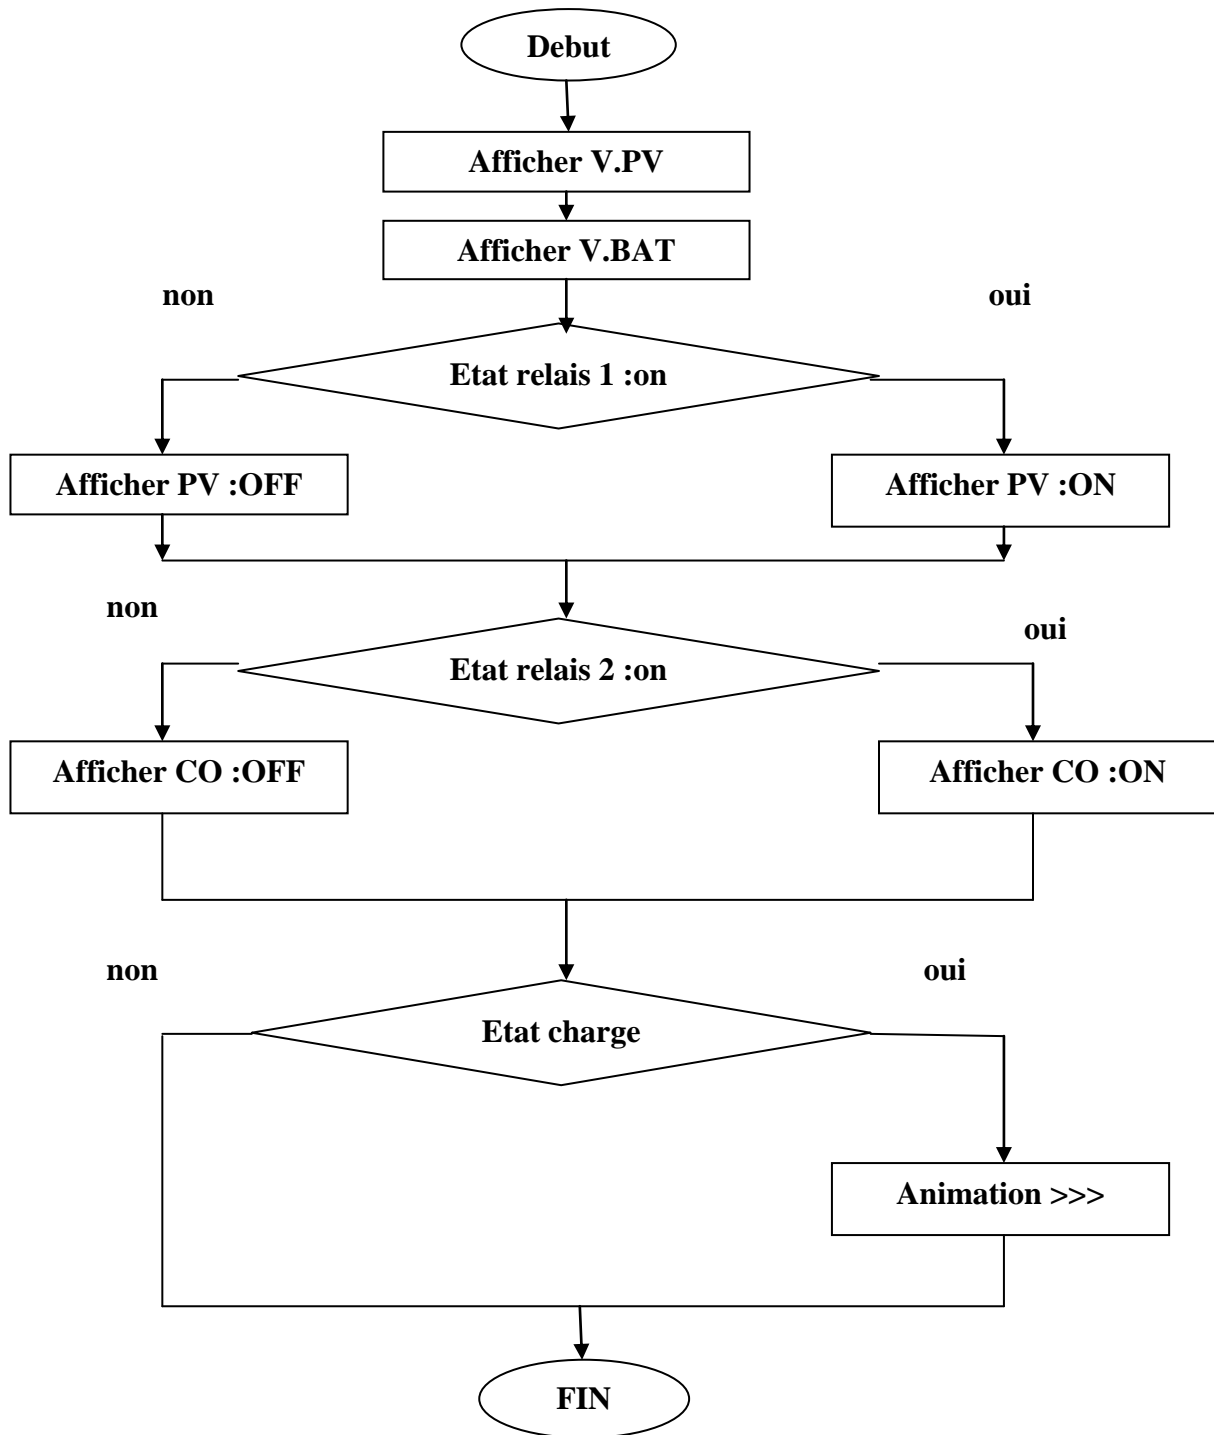 Debut
Afficher V.PV
Afficher V.BAT
non
oui
Etat relais 1 :on
Afficher PV :OFF
Afficher PV :ON
non
oui
Etat relais 2 :on
Afficher CO :OFF
Afficher CO :ON
non
oui
Etat charge
Animation >>>
FIN